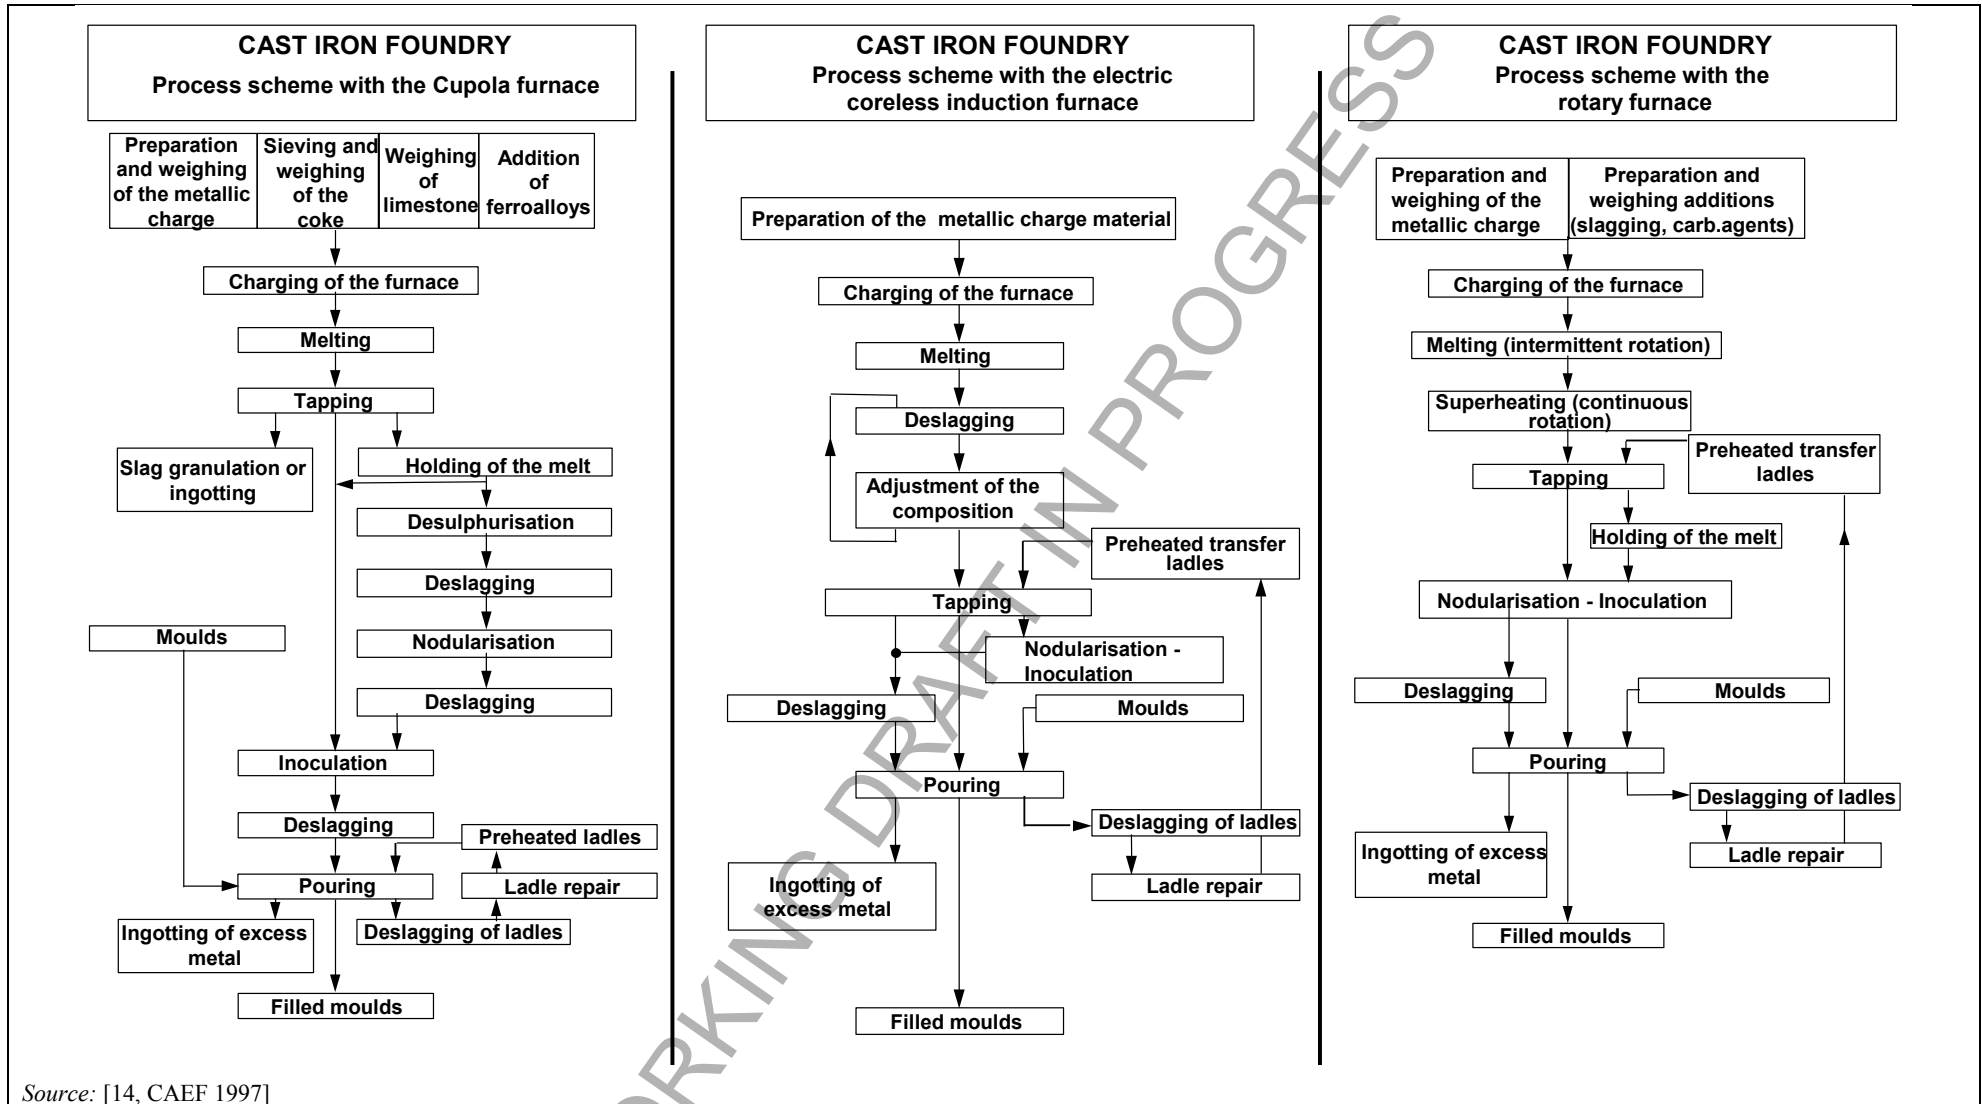 CAST IRON FOUNDRY
Process scheme with the Cupola furnace
Preparation
and weighing
of the metallic
charge
Sieving and
weighing
of the
coke
Weighing
of
limestone
Addition
of
ferroalloys
Charging of the furnace
Melting
Tapping
Slag granulation or
ingotting
Holding of the melt
Desulphurisation
Deslagging
Nodularisation
Deslagging
Moulds
Inoculation
Deslagging
Preheated ladles
Pouring
Ladle repair
Ingotting of excess
metal
Deslagging of ladles
Filled moulds
CAST IRON FOUNDRY
Process scheme with the electric
coreless induction furnace
Preparation of the metallic charge material
Charging of the furnace
Melting
Deslagging
Adjustment of the
composition
Preheated transfer
ladles
Tapping
Nodularisation -
Inoculation
Deslagging
Moulds
Pouring
Deslagging of ladles
Ingotting of
excess metal
Ladle repair
Filled moulds
CAST IRON FOUNDRY
Process scheme with the
rotary furnace
Preparation and
weighing of the
metallic charge
Preparation and
weighing additions
(slagging, carb.agents)
Charging of the furnace
Melting (intermittent rotation)
Superheating (continuous
rotation)
Preheated transfer
ladles
Tapping
Holding of the melt
Nodularisation - Inoculation
Deslagging
Moulds
Pouring
Deslagging of ladles
Ingotting of excess
metal
Ladle repair
Filled moulds
Source: [14, CAEF 1997]
DRAFT IN PROGRESS